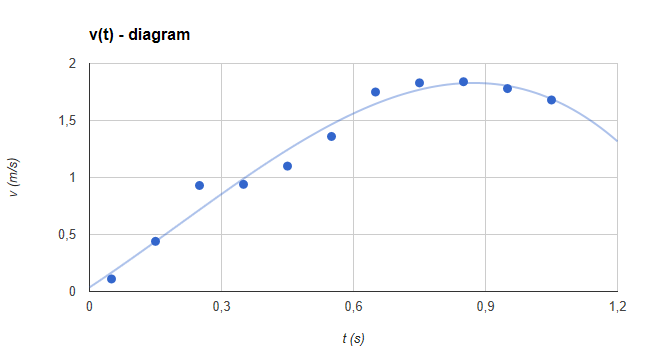 v(t) - diagram
2
1,5
1
0,5
0
v (m/s)
0 0,3 0,6 0,9 1,2
t (s)